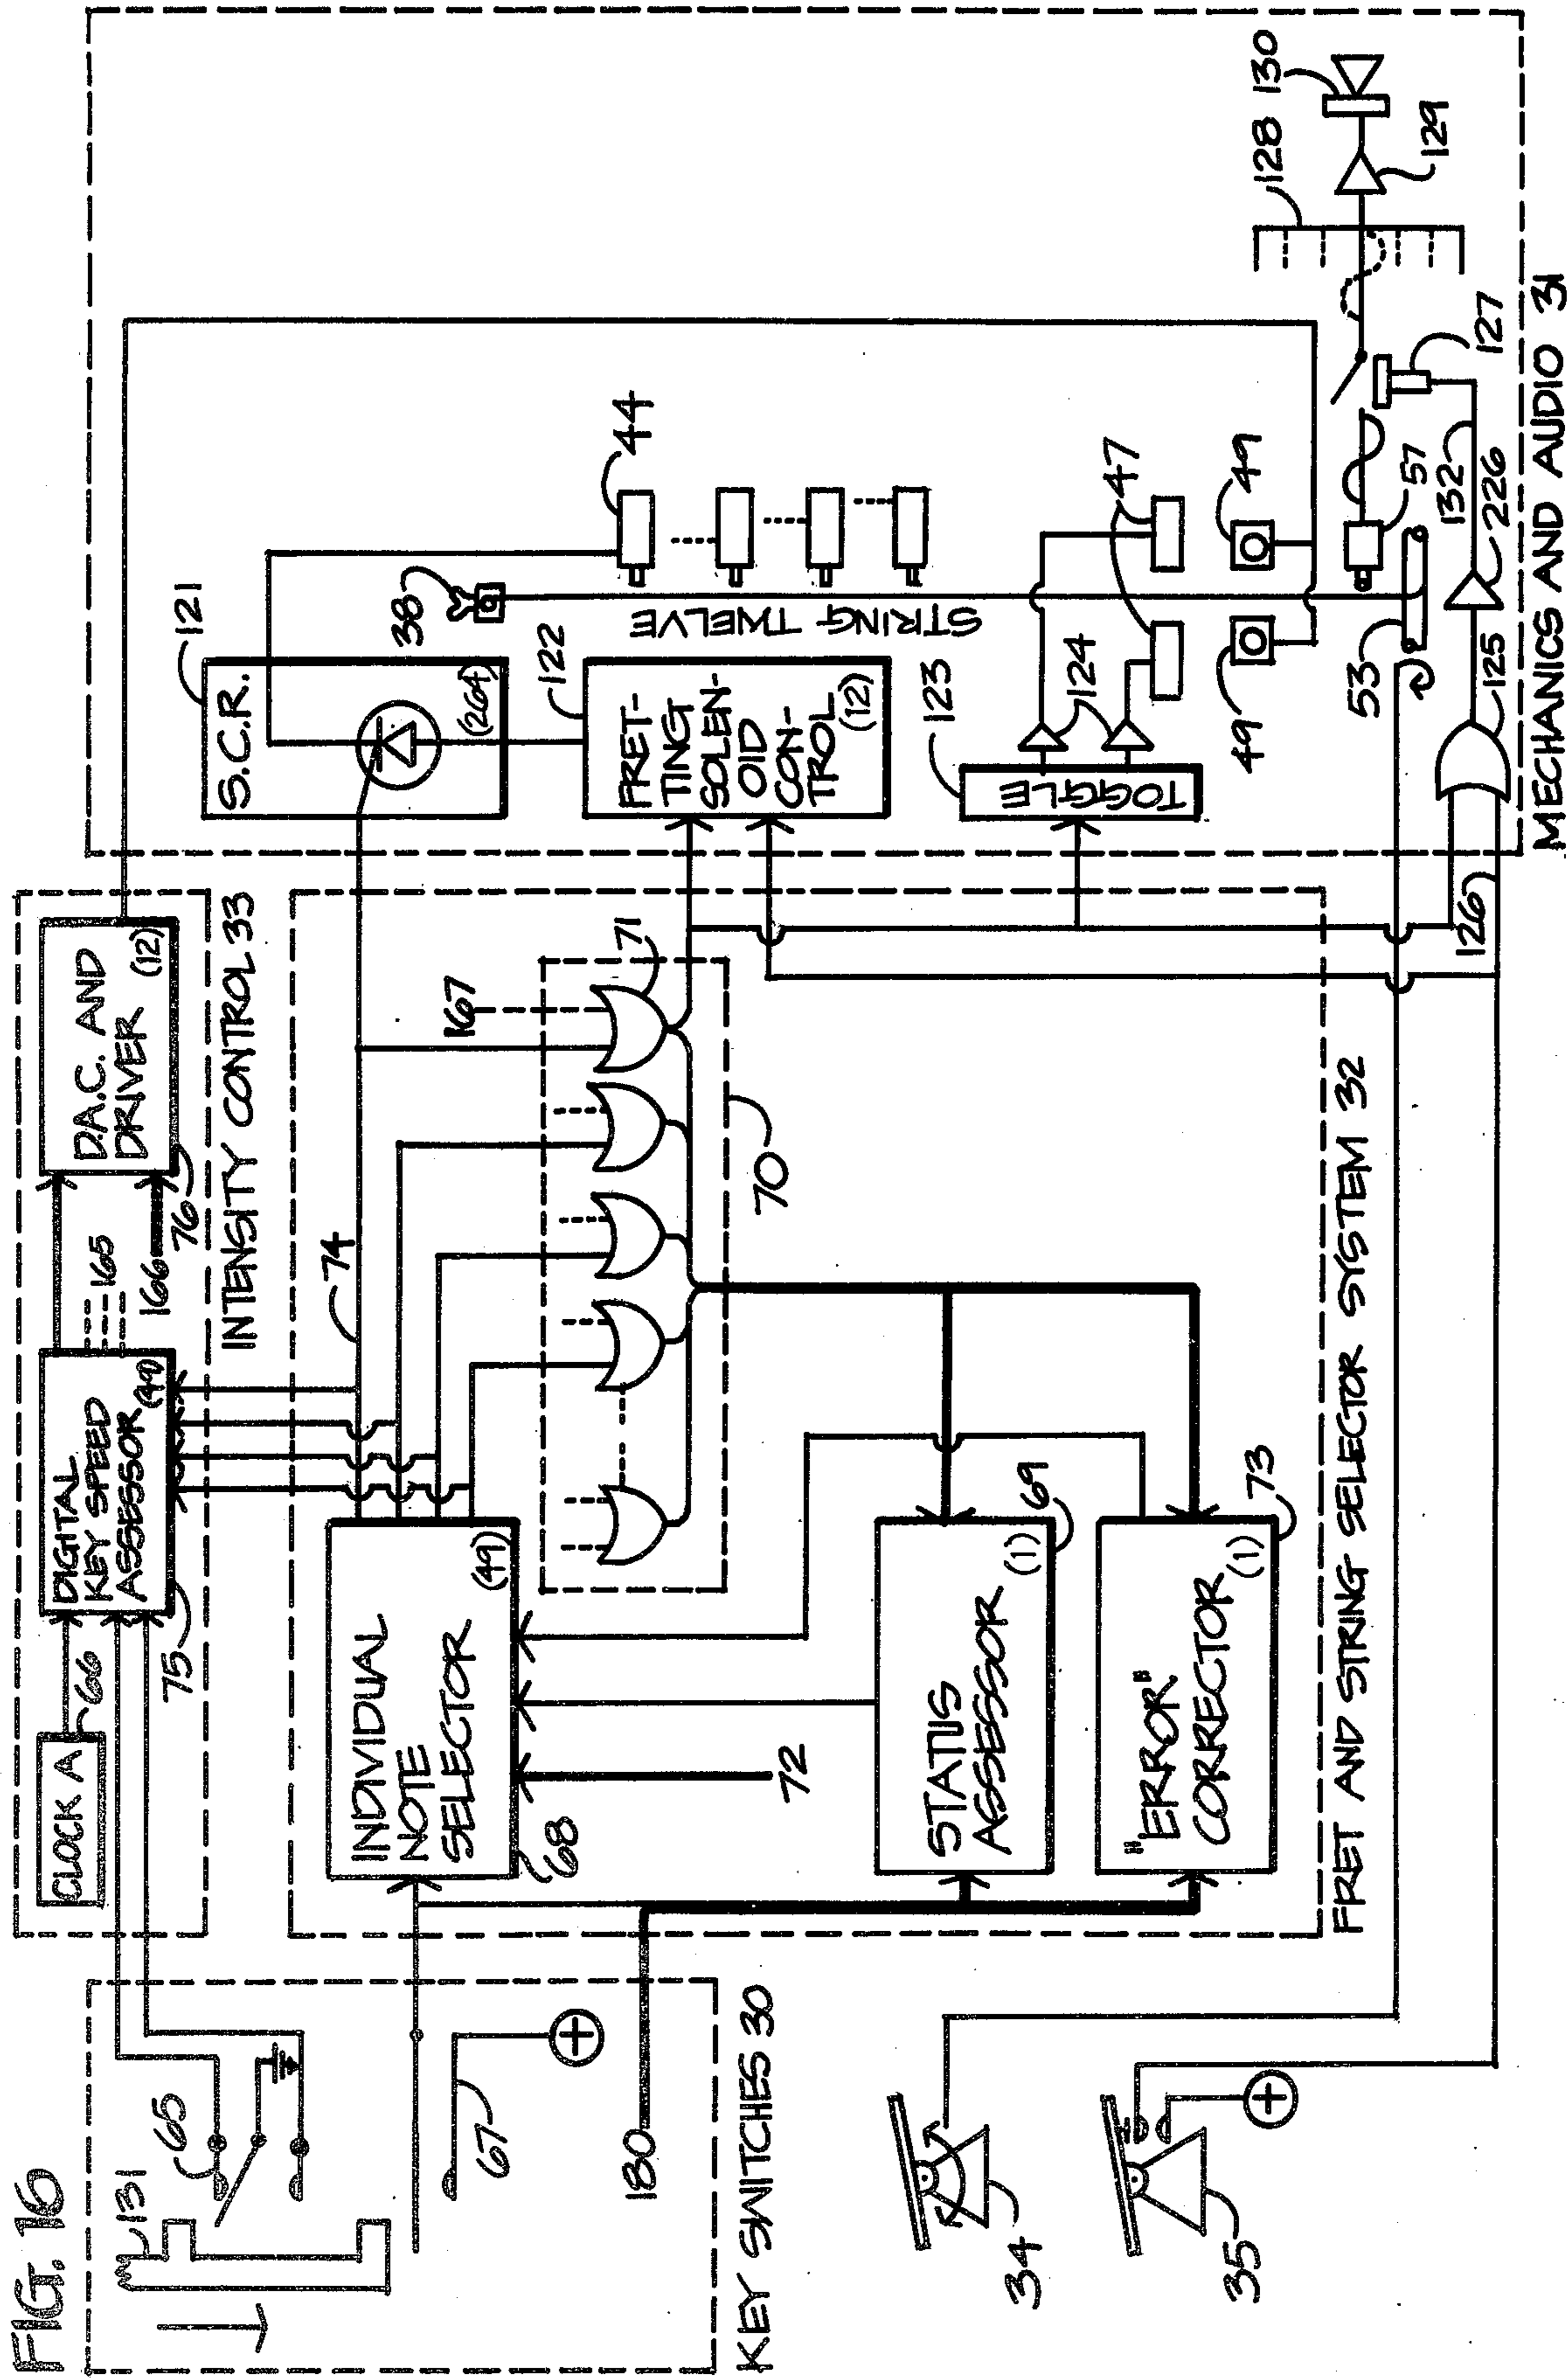 FIG. 16
131
65
67
180
KEY SWITCHES 30
34
35
CLOCK A
66
DIGITAL
KEY SPEED
ASSESSOR
(49)
75
165
166
D.A.C. AND
DRIVER
(12)
76
INTENSITY CONTROL 33
INDIVIDUAL
NOTE
SELECTOR
(49)
68
74
72
167
71
70
STATUS
ASSESSOR
(1)
69
"ERROR"
CORRECTOR
(1)
73
FRET AND STRING SELECTOR SYSTEM 32
S.C.R.
(264)
121
FRET-
TING
SOLEN-
OID
CON-
TROL
(12)
122
38
44
STRING TWELVE
TOGGLE
123
124
47
49
49
53
57
125
126
226
132
127
128
129
130
MECHANICS AND AUDIO 31